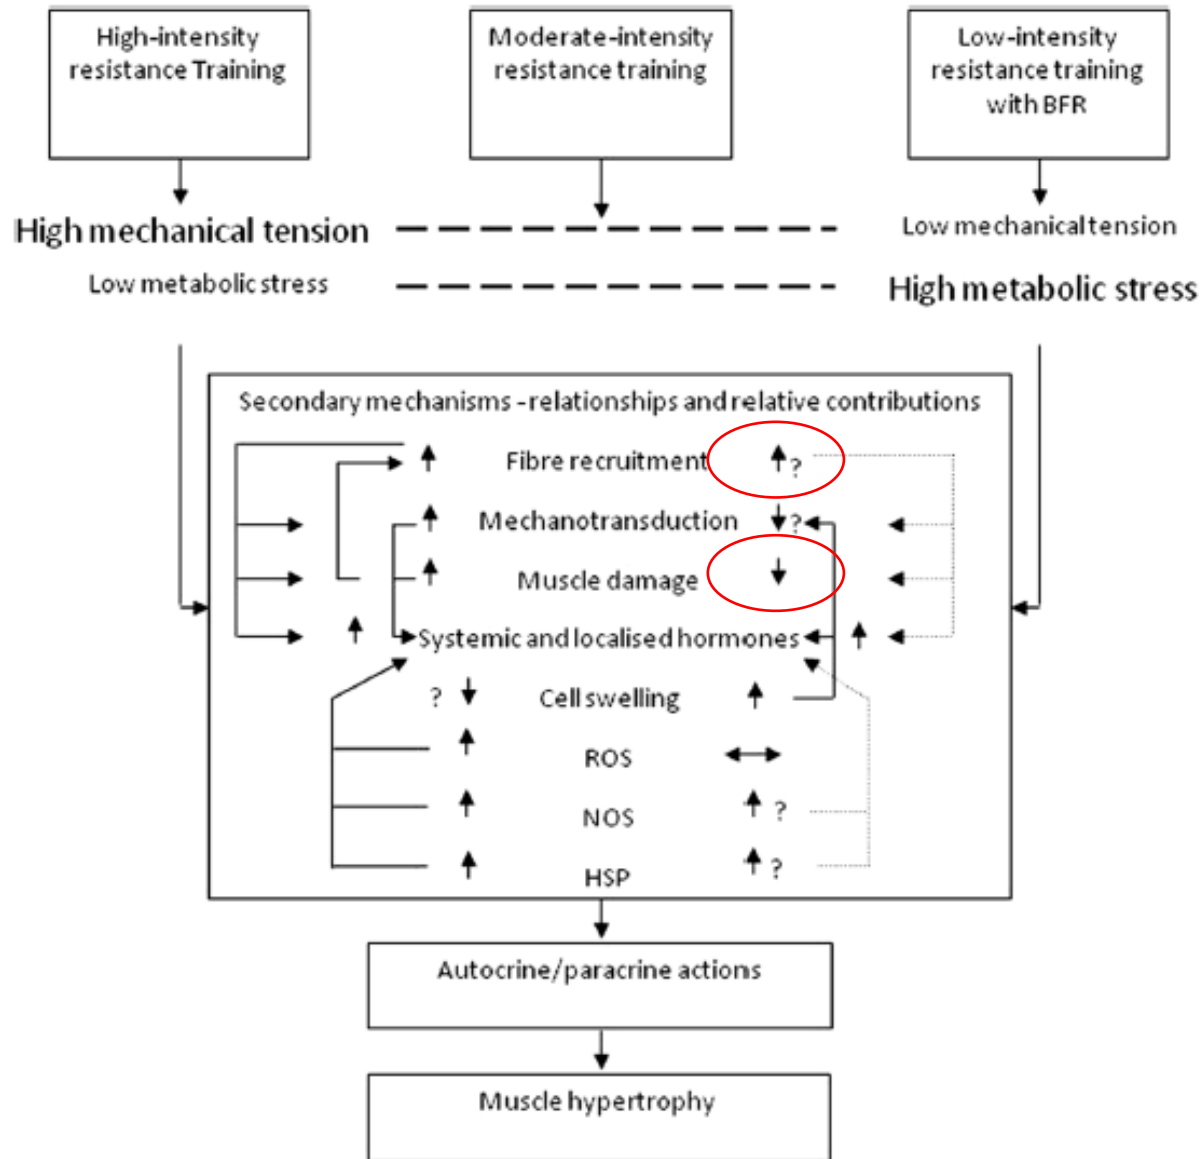 High-intensity
resistance Training
Moderate-intensity
resistance training
Low-intensity
resistance training
with BFR
High mechanical tension
Low mechanical tension
Low metabolic stress
High metabolic stress
Secondary mechanisms - relationships and relative contributions
Fibre recruitment ?
Mechanotransduction ?
Muscle damage
Systemic and localised hormones
? Cell swelling
ROS
NOS ?
HSP ?
Autocrine/paracrine actions
Muscle hypertrophy